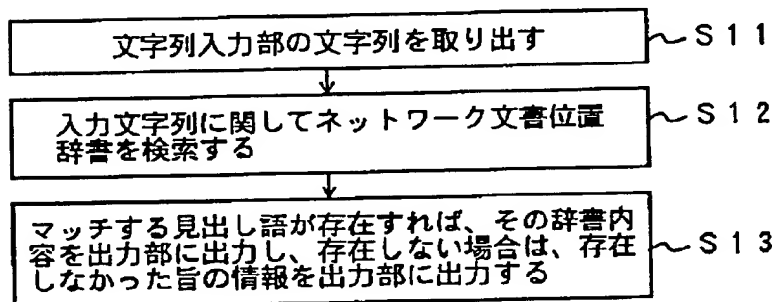 文字列入力部の文字列を取り出す
S11
入力文字列に関してネットワーク文書位置
辞書を検索する
S12
マッチする見出し語が存在すれば、その辞書内
容を出力部に出力し、存在しない場合は、存在
しなかった旨の情報を出力部に出力する
S13